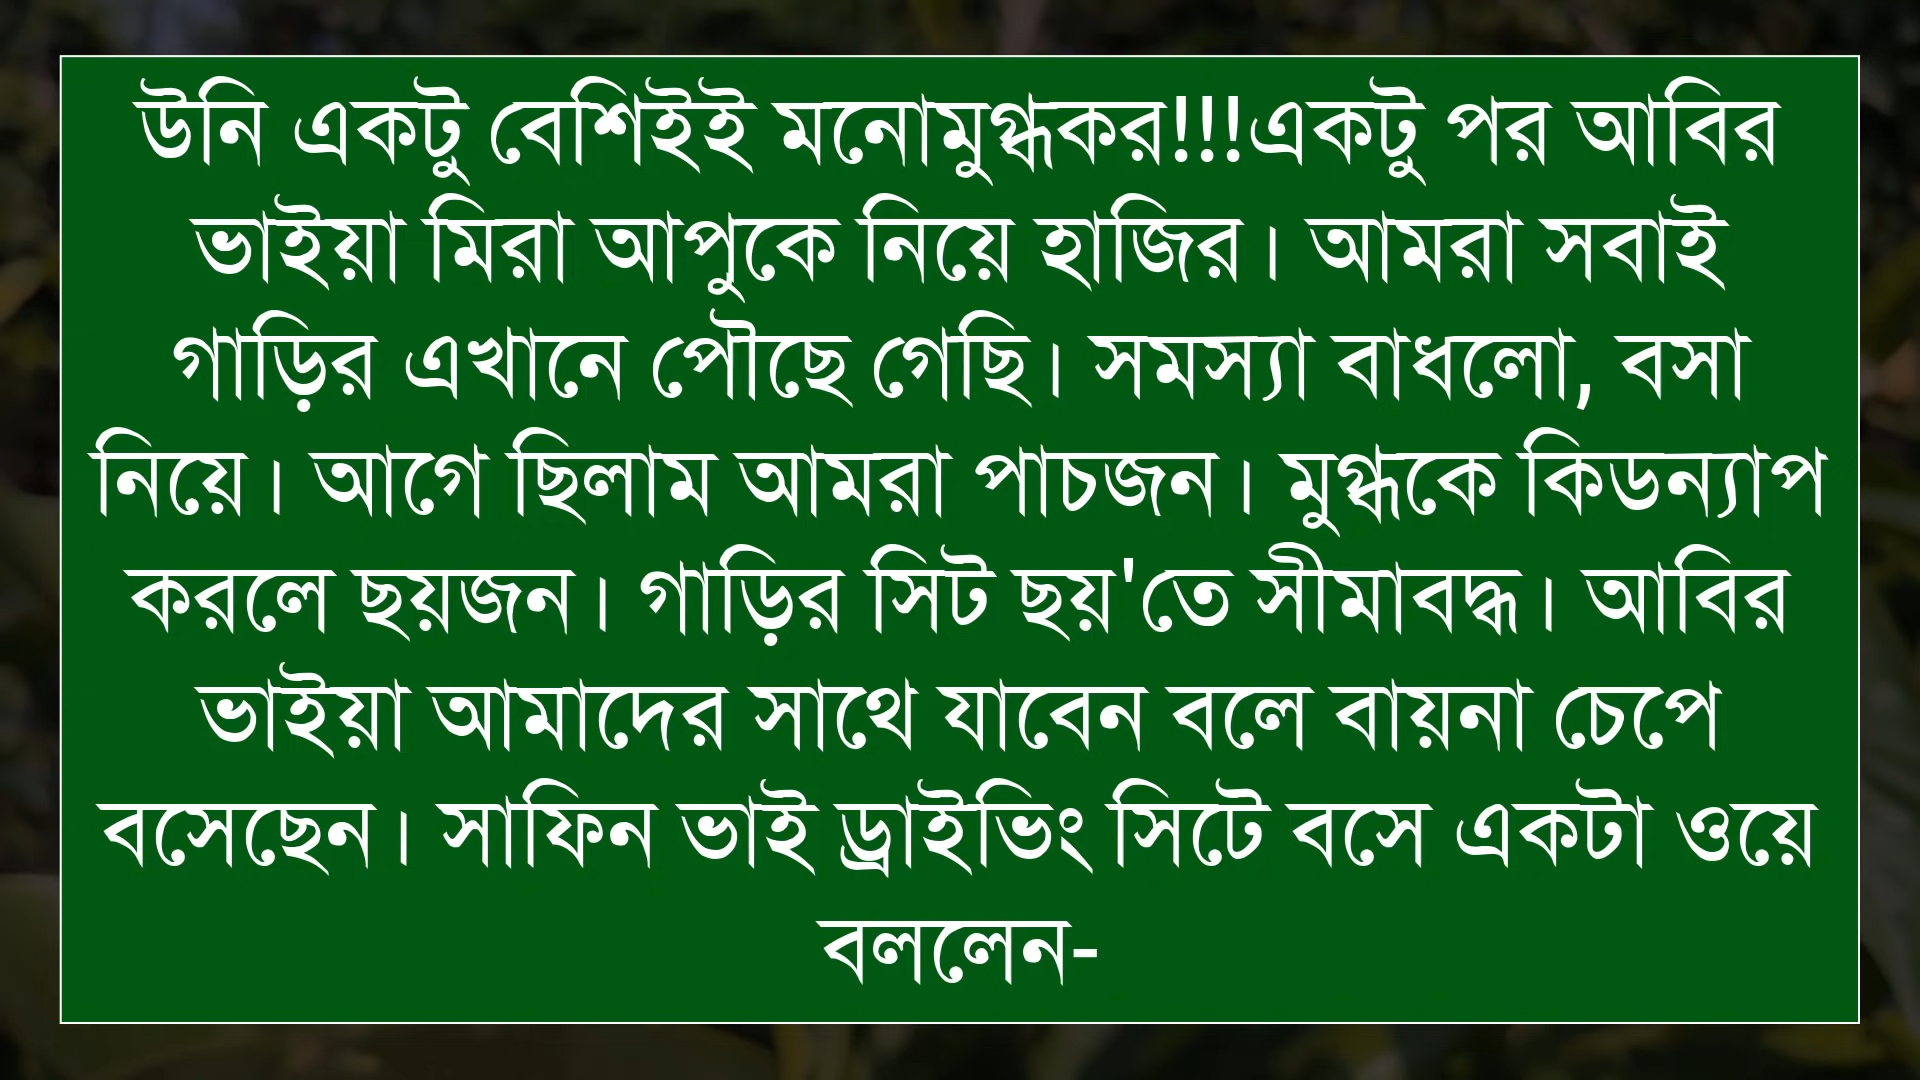 উনি একটু বেশিইই মনোমুগ্ধকর!!!একটু পর আবির
ভাইয়া মিরা আপুকে নিয়ে হাজির। আমরা সবাই
গাড়ির এখানে পৌছে গেছি। সমস্যা বাধলো, বসা
নিয়ে। আগে ছিলাম আমরা পাচজন। মুগ্ধকে কিডন্যাপ
করলে ছয়জন। গাড়ির সিট ছয়'তে সীমাবদ্ধ। আবির
ভাইয়া আমাদের সাথে যাবেন বলে বায়না চেপে
বসেছেন। সাফিন ভাই ড্রাইভিং সিটে বসে একটা ওয়ে
বললেন-